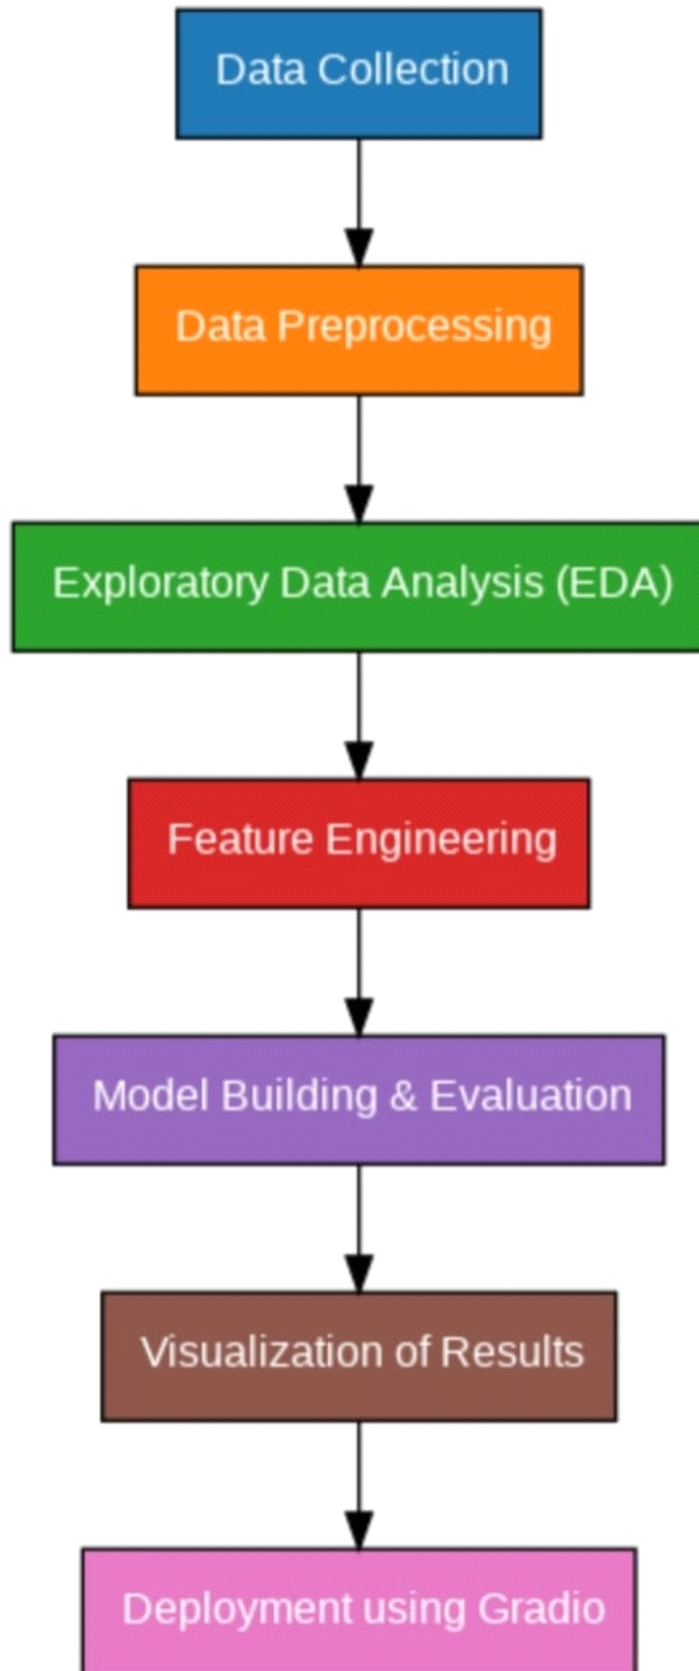 Data Collection
Data Preprocessing
Exploratory Data Analysis (EDA)
Feature Engineering
Model Building & Evaluation
Visualization of Results
Deployment using Gradio